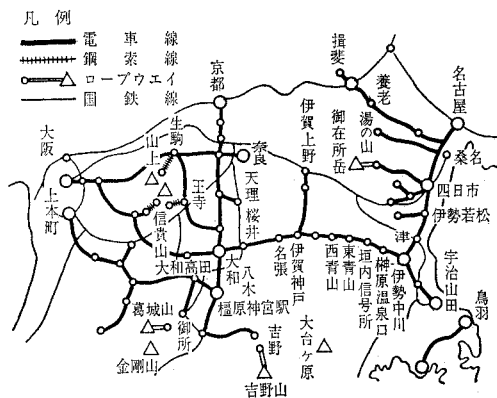 凡例
電車線
鋼索線
ロープウエイ
国鉄線
京都
揖斐
養老
名古屋
大阪
山上
生駒
奈良
伊賀上野
御在所岳
湯の山
桑名
上本町
王寺
天理
桜井
四日市
伊勢若松
信貴山
津
大和高田
大和八木
名張
伊賀神戸
西青山
東青山
垣内信号所
榊原温泉口
伊勢中川
宇治山田
鳥羽
橿原神宮駅
葛城山
御所
吉野
大台ヶ原
金剛山
吉野山